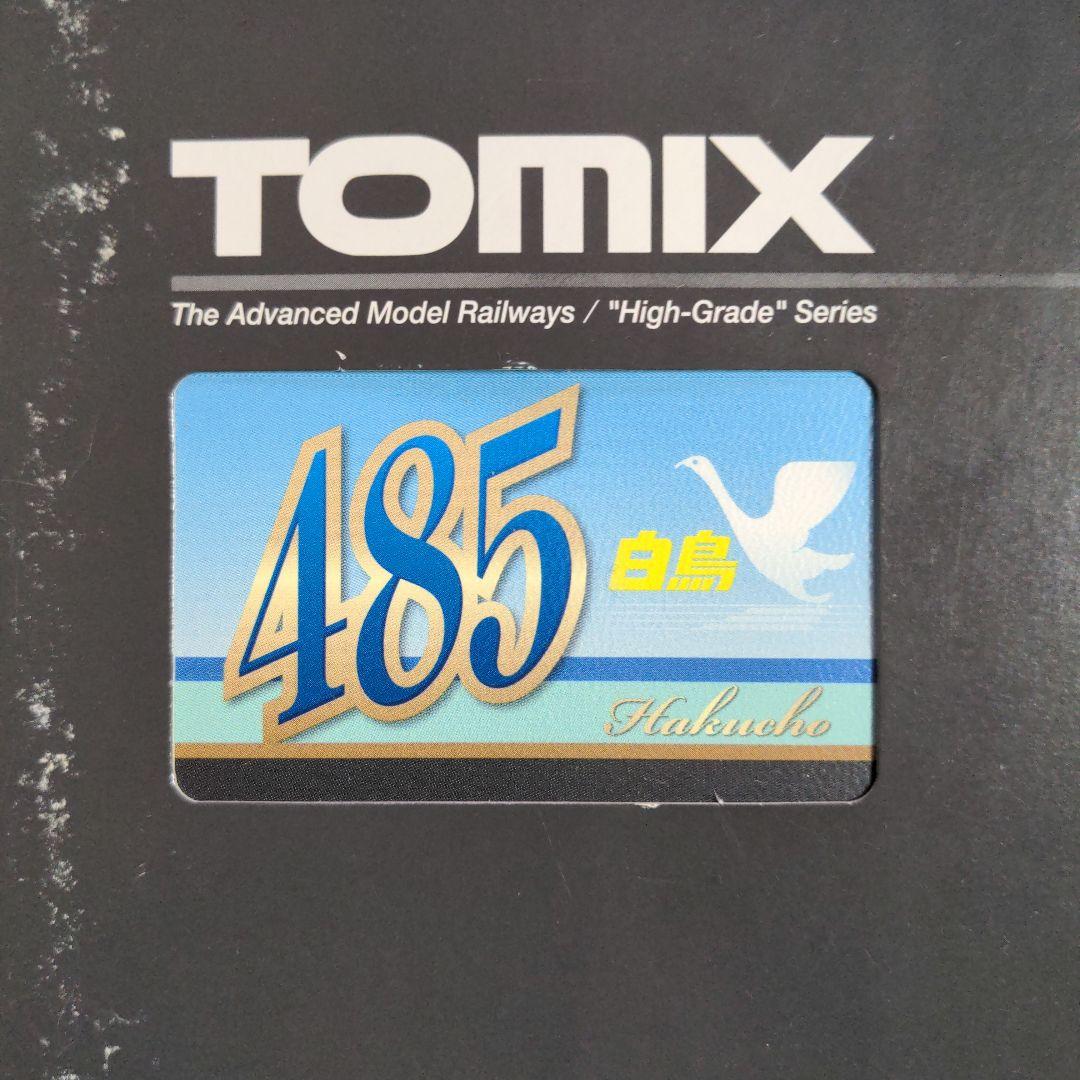 TOMIX
The Advanced Model Railways / "High-Grade" Series
485
白鳥
Hakucho